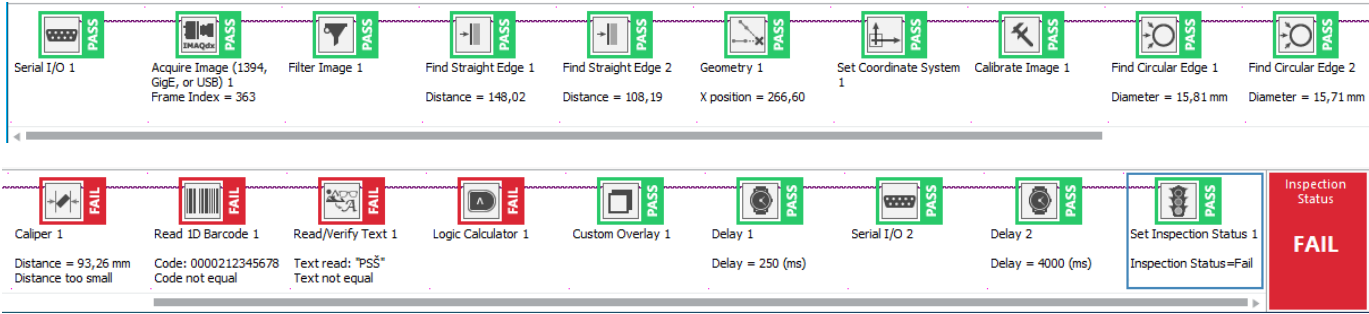 PASS
PASS
PASS
PASS
PASS
PASS
PASS
PASS
PASS
PASS
IMAQdx
Serial I/O 1
Acquire Image (1394,
GigE, or USB) 1
Frame Index = 363
Filter Image 1
Find Straight Edge 1
Distance = 148,02
Find Straight Edge 2
Distance = 108,19
Geometry 1
X position = 266,60
Set Coordinate System
1
Calibrate Image 1
Find Circular Edge 1
Diameter = 15,81 mm
Find Circular Edge 2
Diameter = 15,71 mm
FAIL
FAIL
FAIL
FAIL
PASS
PASS
PASS
PASS
PASS
Caliper 1
Distance = 93,26 mm
Distance too small
Read 1D Barcode 1
Code: 0000212345678
Code not equal
Read/Verify Text 1
Text read: "PSŠ"
Text not equal
Logic Calculator 1
Custom Overlay 1
Delay 1
Delay = 250 (ms)
Serial I/O 2
Delay 2
Delay = 4000 (ms)
Set Inspection Status 1
Inspection Status=Fail
Inspection
Status
FAIL